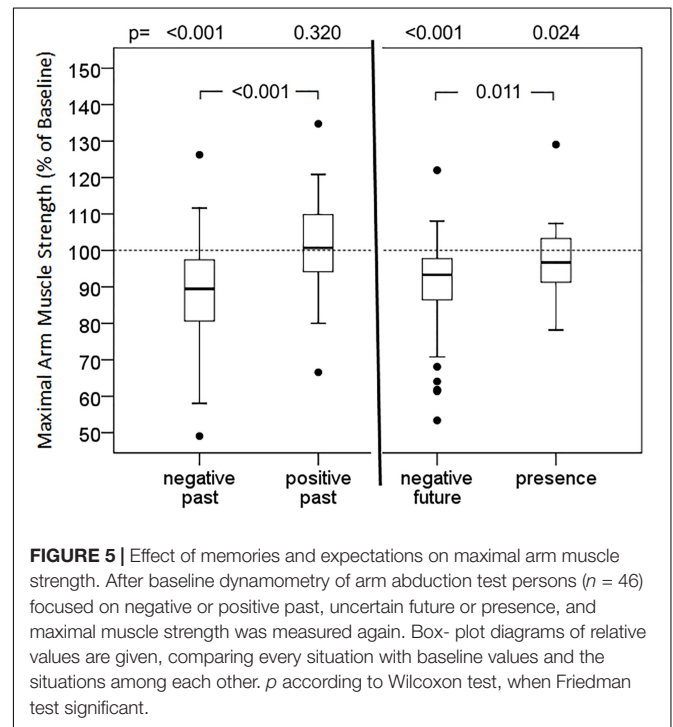 p= <0.001 0.320 <0.001 0.024
Maximal Arm Muscle Strength (% of Baseline)
150
<0.001 0.011
140
130
120
110
100
90
80
70
60
50
negative positive negative presence
past past future
FIGURE 5 | Effect of memories and expectations on maximal arm muscle
strength. After baseline dynamometry of arm abduction test persons (n = 46)
focused on negative or positive past, uncertain future or presence, and
maximal muscle strength was measured again. Box- plot diagrams of relative
values are given, comparing every situation with baseline values and the
situations among each other. p according to Wilcoxon test, when Friedman
test significant.